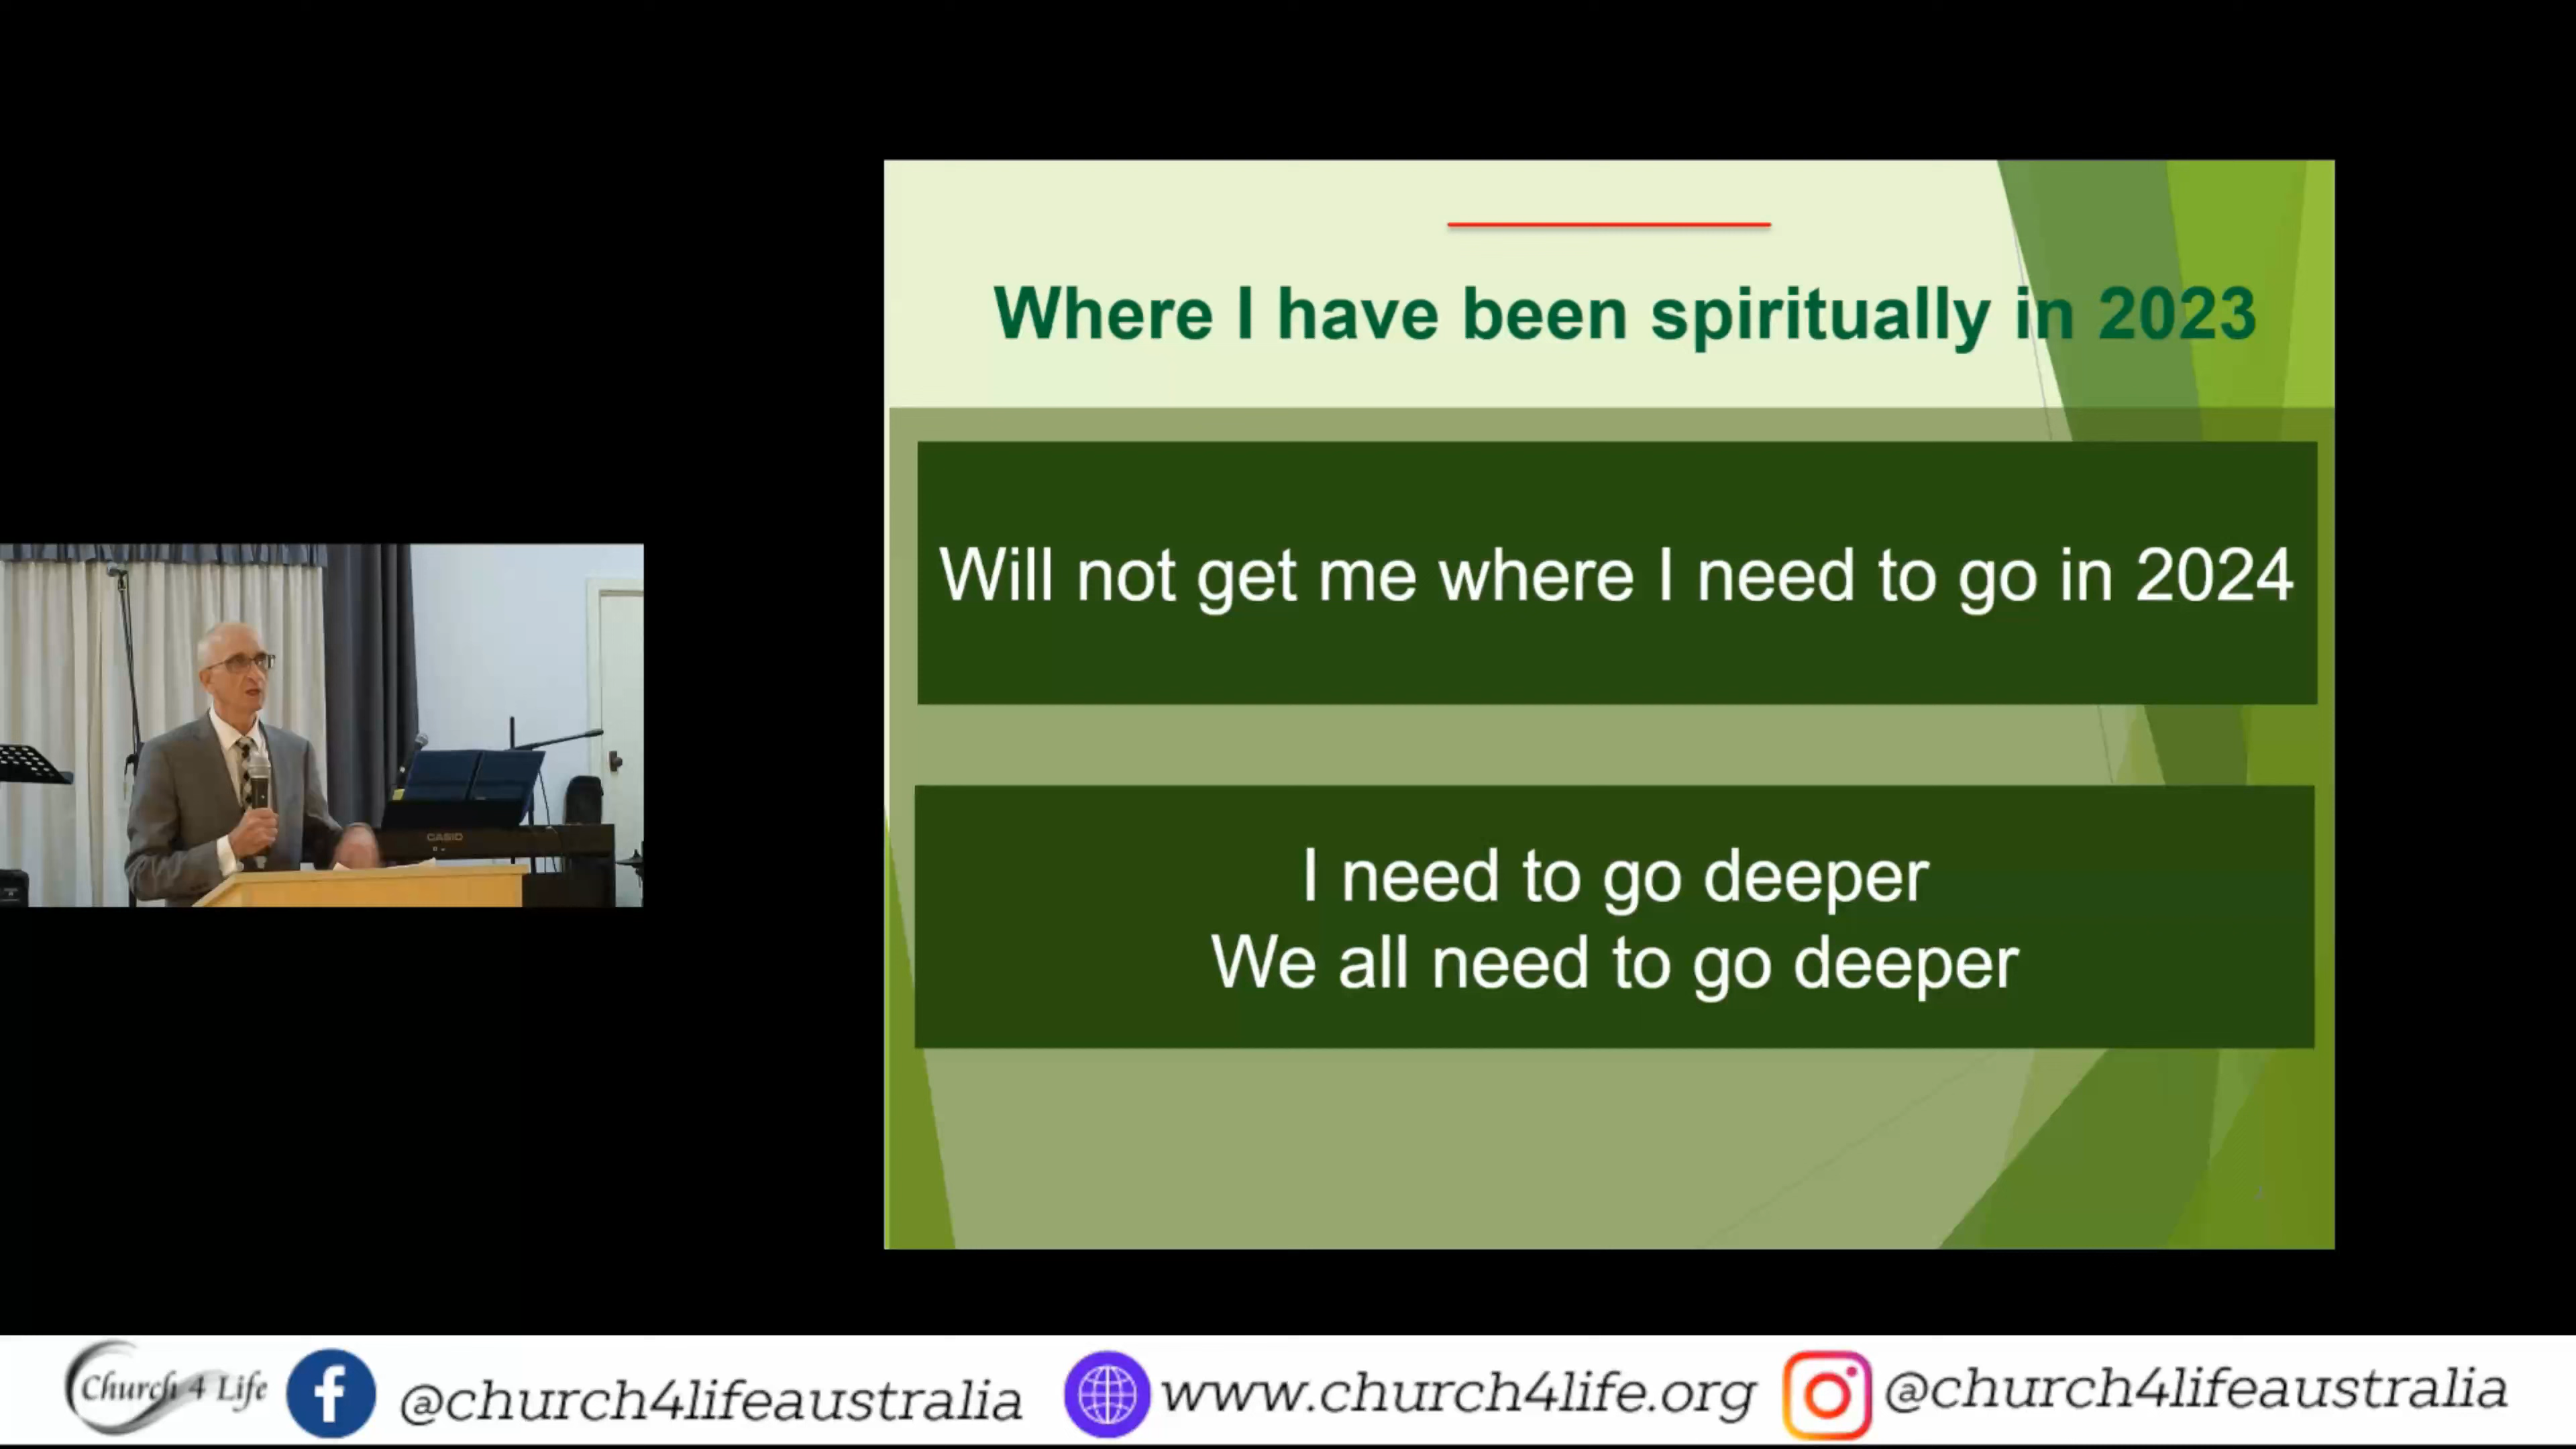 Where I have been spiritually in 2023
Will not get me where I need to go in 2024
I need to go deeper
We all need to go deeper
CASIO
Church 4 Life
@church4lifeaustralia
www.church4life.org
@church4lifeaustralia